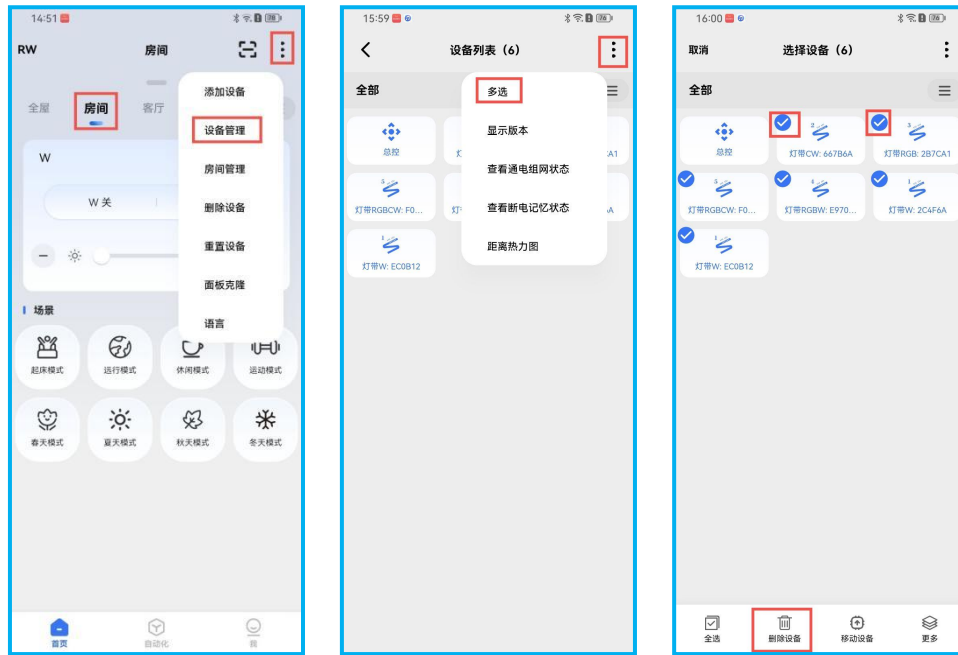 14:51
RW
房间
添加设备
全屋
房间
客厅
设备管理
W
房间管理
W 关
删除设备
重置设备
面板克隆
场景
语言
起床模式
远行模式
休闲模式
运动模式
春天模式
夏天模式
秋天模式
冬天模式
首页
自动化
我
15:59
设备列表（6）
全部
多选
显示版本
总控
CA1
查看通电组网状态
查看断电记忆状态
灯带RGBCW: F0...
距离热力图
灯带W: EC0B12
16:00
取消
选择设备（6）
全部
总控
灯带CW: 667B6A
灯带RGB: 2B7CA1
灯带RGBCW: F0...
灯带RGBW: E970...
灯带W: 2C4F6A
灯带W: EC0B12
全选
删除设备
移动设备
更多